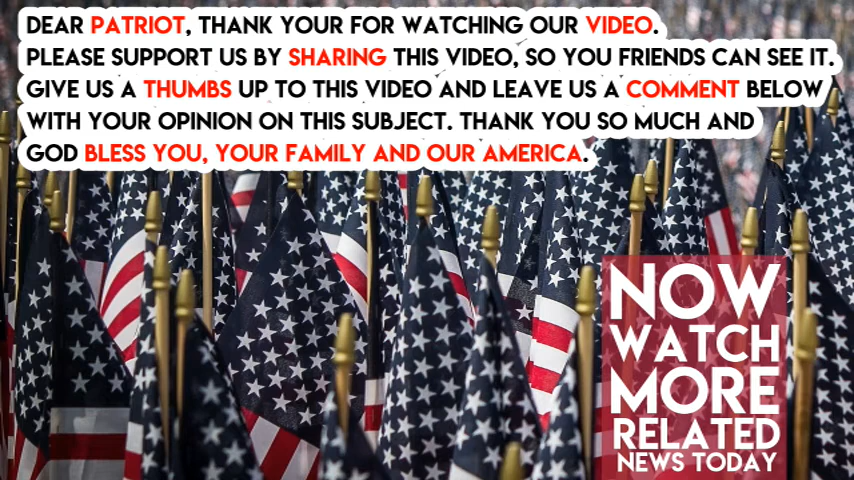 DEAR PATRIOT, THANK YOUR FOR WATCHING OUR VIDEO.
PLEASE SUPPORT US BY SHARING THIS VIDEO, SO YOU FRIENDS CAN SEE IT.
GIVE US A THUMBS UP TO THIS VIDEO AND LEAVE US A COMMENT BELOW
WITH YOUR OPINION ON THIS SUBJECT. THANK YOU SO MUCH AND
GOD BLESS YOU, YOUR FAMILY AND OUR AMERICA.
NOW
WATCH
MORE
RELATED
NEWS TODAY